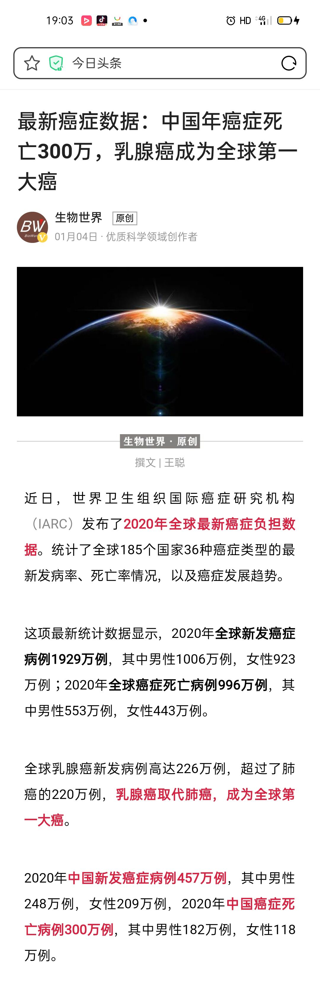 19:03
HD 4G
今日头条
最新癌症数据：中国年癌症死
亡300万，乳腺癌成为全球第一
大癌
BW
生物世界 原创
01月04日 · 优质科学领域创作者
生物世界 · 原创
撰文 | 王聪
近日，世界卫生组织国际癌症研究机构
（IARC）发布了2020年全球最新癌症负担数
据。统计了全球185个国家36种癌症类型的最
新发病率、死亡率情况，以及癌症发展趋势。
这项最新统计数据显示，2020年全球新发癌症
病例1929万例，其中男性1006万例，女性923
万例；2020年全球癌症死亡病例996万例，其
中男性553万例，女性443万例。
全球乳腺癌新发病例高达226万例，超过了肺
癌的220万例，乳腺癌取代肺癌，成为全球第
一大癌。
2020年中国新发癌症病例457万例，其中男性
248万例，女性209万例，2020年中国癌症死
亡病例300万例，其中男性182万例，女性118
万例。